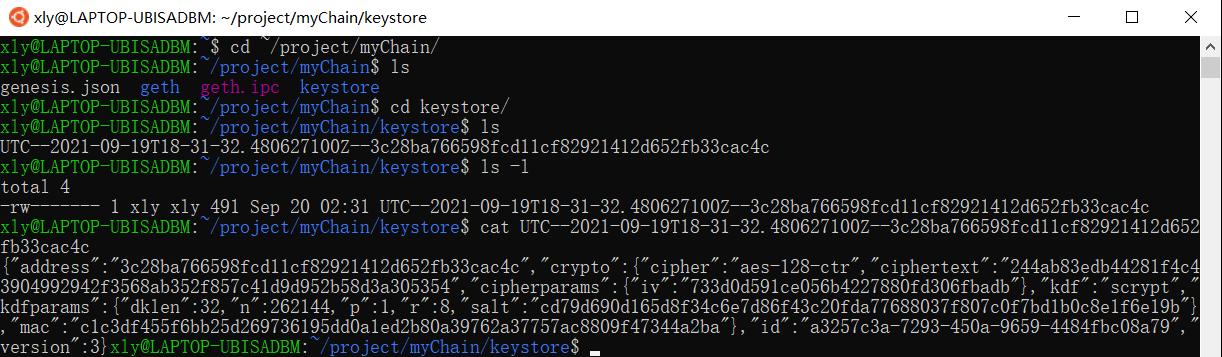 xly@LAPTOP-UBISADBM: ~/project/myChain/keystore
xly@LAPTOP-UBISADBM:~$ cd ~/project/myChain/
xly@LAPTOP-UBISADBM:~/project/myChain$ ls
genesis.json  geth  geth.ipc  keystore
xly@LAPTOP-UBISADBM:~/project/myChain$ cd keystore/
xly@LAPTOP-UBISADBM:~/project/myChain/keystore$ ls
UTC--2021-09-19T18-31-32.480627100Z--3c28ba766598fcd11cf82921412d652fb33cac4c
xly@LAPTOP-UBISADBM:~/project/myChain/keystore$ ls -l
total 4
-rw------- 1 xly xly 491 Sep 20 02:31 UTC--2021-09-19T18-31-32.480627100Z--3c28ba766598fcd11cf82921412d652fb33cac4c
xly@LAPTOP-UBISADBM:~/project/myChain/keystore$ cat UTC--2021-09-19T18-31-32.480627100Z--3c28ba766598fcd11cf82921412d652
fb33cac4c
{"address":"3c28ba766598fcd11cf82921412d652fb33cac4c","crypto":{"cipher":"aes-128-ctr","ciphertext":"244ab83edb44281f4c4
3904992942f3568ab352f857c41d9d952b58d3a305354","cipherparams":{"iv":"733d0d591ce056b4227880fd306fbadb"},"kdf":"scrypt","
kdfparams":{"dklen":32,"n":262144,"p":1,"r":8,"salt":"cd79d690d165d8f34c6e7d86f43c20fda77688037f807c0f7bd1b0c8e1f6e19b"}
,"mac":"c1c3df455f6bb25d269736195dd0a1ed2b80a39762a37757ac8809f47344a2ba"},"id":"a3257c3a-7293-450a-9659-4484fbc08a79","
version":3}xly@LAPTOP-UBISADBM:~/project/myChain/keystore$